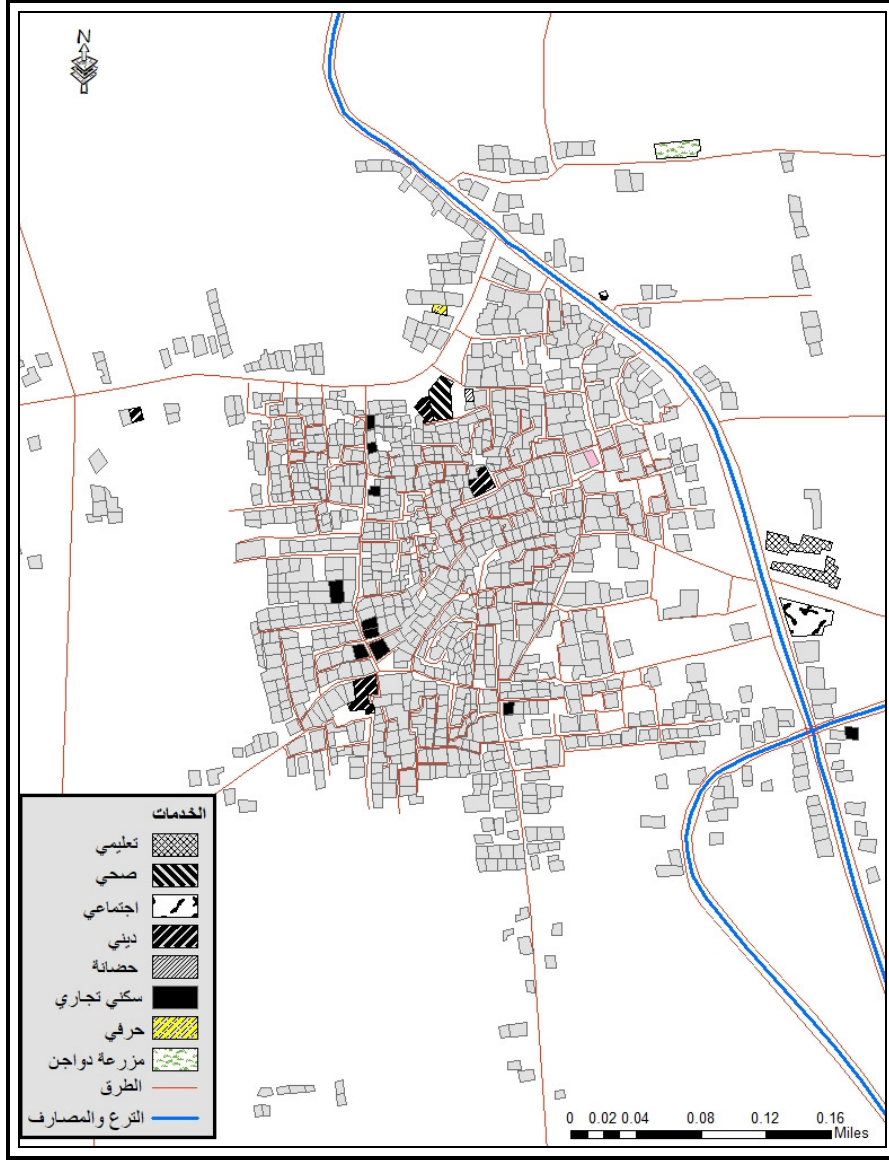 N
الخدمات
تعليمي
صحي
اجتماعي
ديني
حضانة
سكني تجاري
حرفي
مزرعة دواجن
الطرق
الترع والمصارف
0 0.02 0.04 0.08 0.12 0.16
Miles